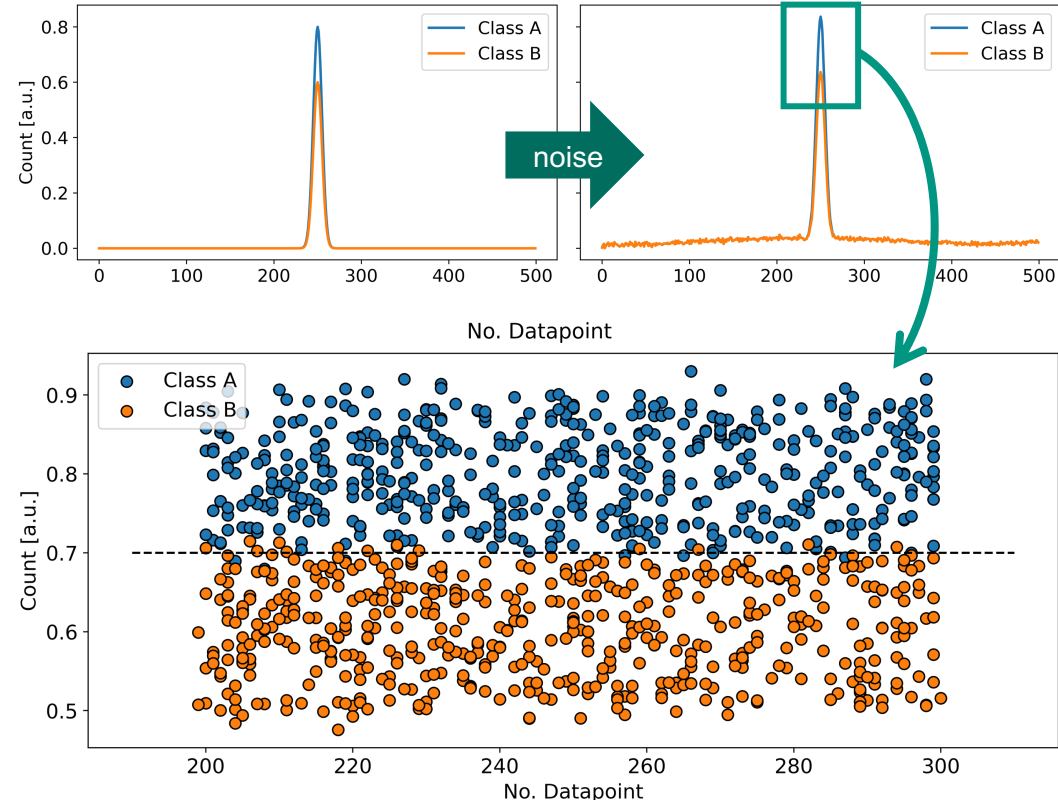 Count [a.u.]
0.8
0.6
0.4
0.2
0.0
0 100 200 300 400 500
Class A
Class B
noise
Class A
Class B
0 100 200 300 400 500
No. Datapoint
Count [a.u.]
0.9
0.8
0.7
0.6
0.5
Class A
Class B
200 220 240 260 280 300
No. Datapoint